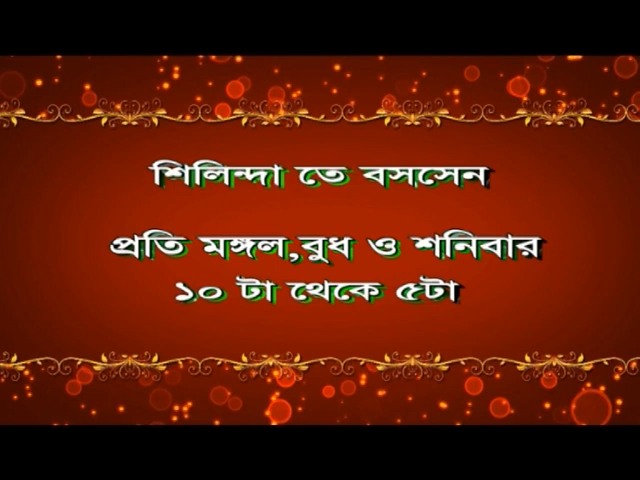 শিলিন্দা তে বসসেন
প্রতি মঙ্গল,বুধ ও শনিবার
১০ টা থেকে ৫টা